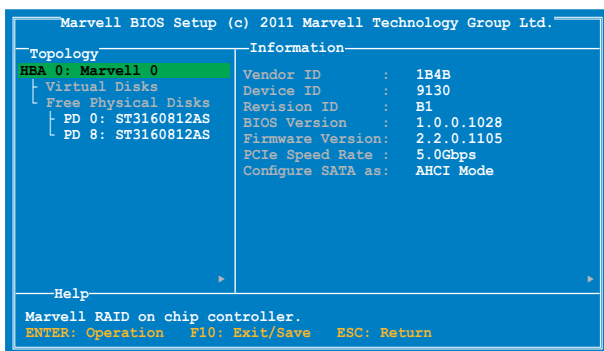 Marvell BIOS Setup (c) 2011 Marvell Technology Group Ltd.
Topology
HBA 0: Marvell 0
Virtual Disks
Free Physical Disks
PD 0: ST3160812AS
PD 8: ST3160812AS
Information
Vendor ID : 1B4B
Device ID : 9130
Revision ID : B1
BIOS Version : 1.0.0.1028
Firmware Version: 2.2.0.1105
PCIe Speed Rate : 5.0Gbps
Configure SATA as: AHCI Mode
Help
Marvell RAID on chip controller.
ENTER: Operation F10: Exit/Save ESC: Return